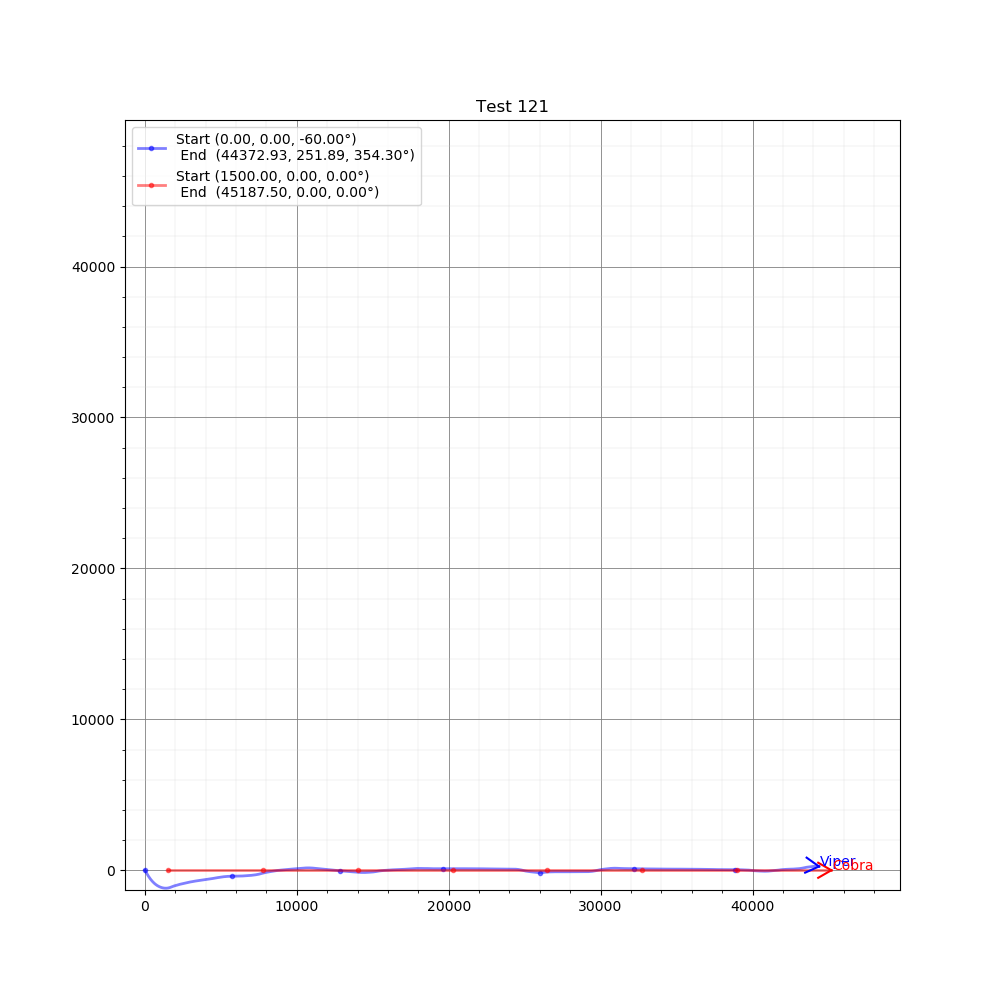 Test 121
Start (0.00, 0.00, -60.00°)
End  (44372.93, 251.89, 354.30°)
Start (1500.00, 0.00, 0.00°)
End  (45187.50, 0.00, 0.00°)
40000
30000
20000
10000
0
Viper
Cobra
0
10000
20000
30000
40000